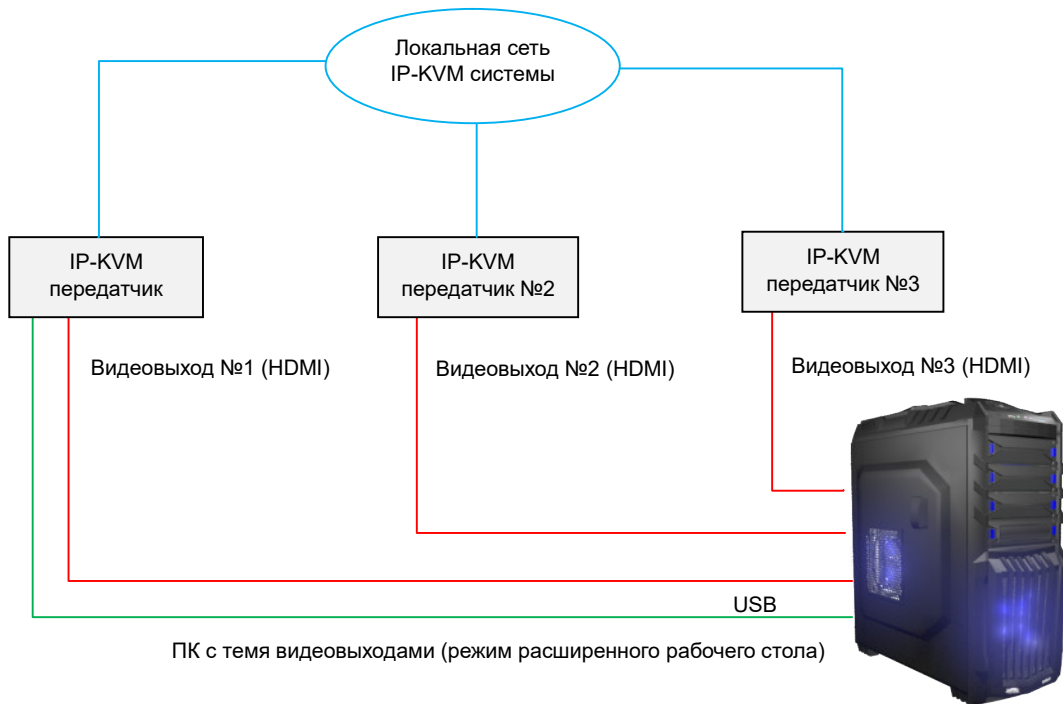 Локальная сеть
IP-KVM системы
IP-KVM
передатчик
IP-KVM
передатчик №2
IP-KVM
передатчик №3
Видеовыход №1 (HDMI)
Видеовыход №2 (HDMI)
Видеовыход №3 (HDMI)
USB
ПК с темя видеовыходами (режим расширенного рабочего стола)